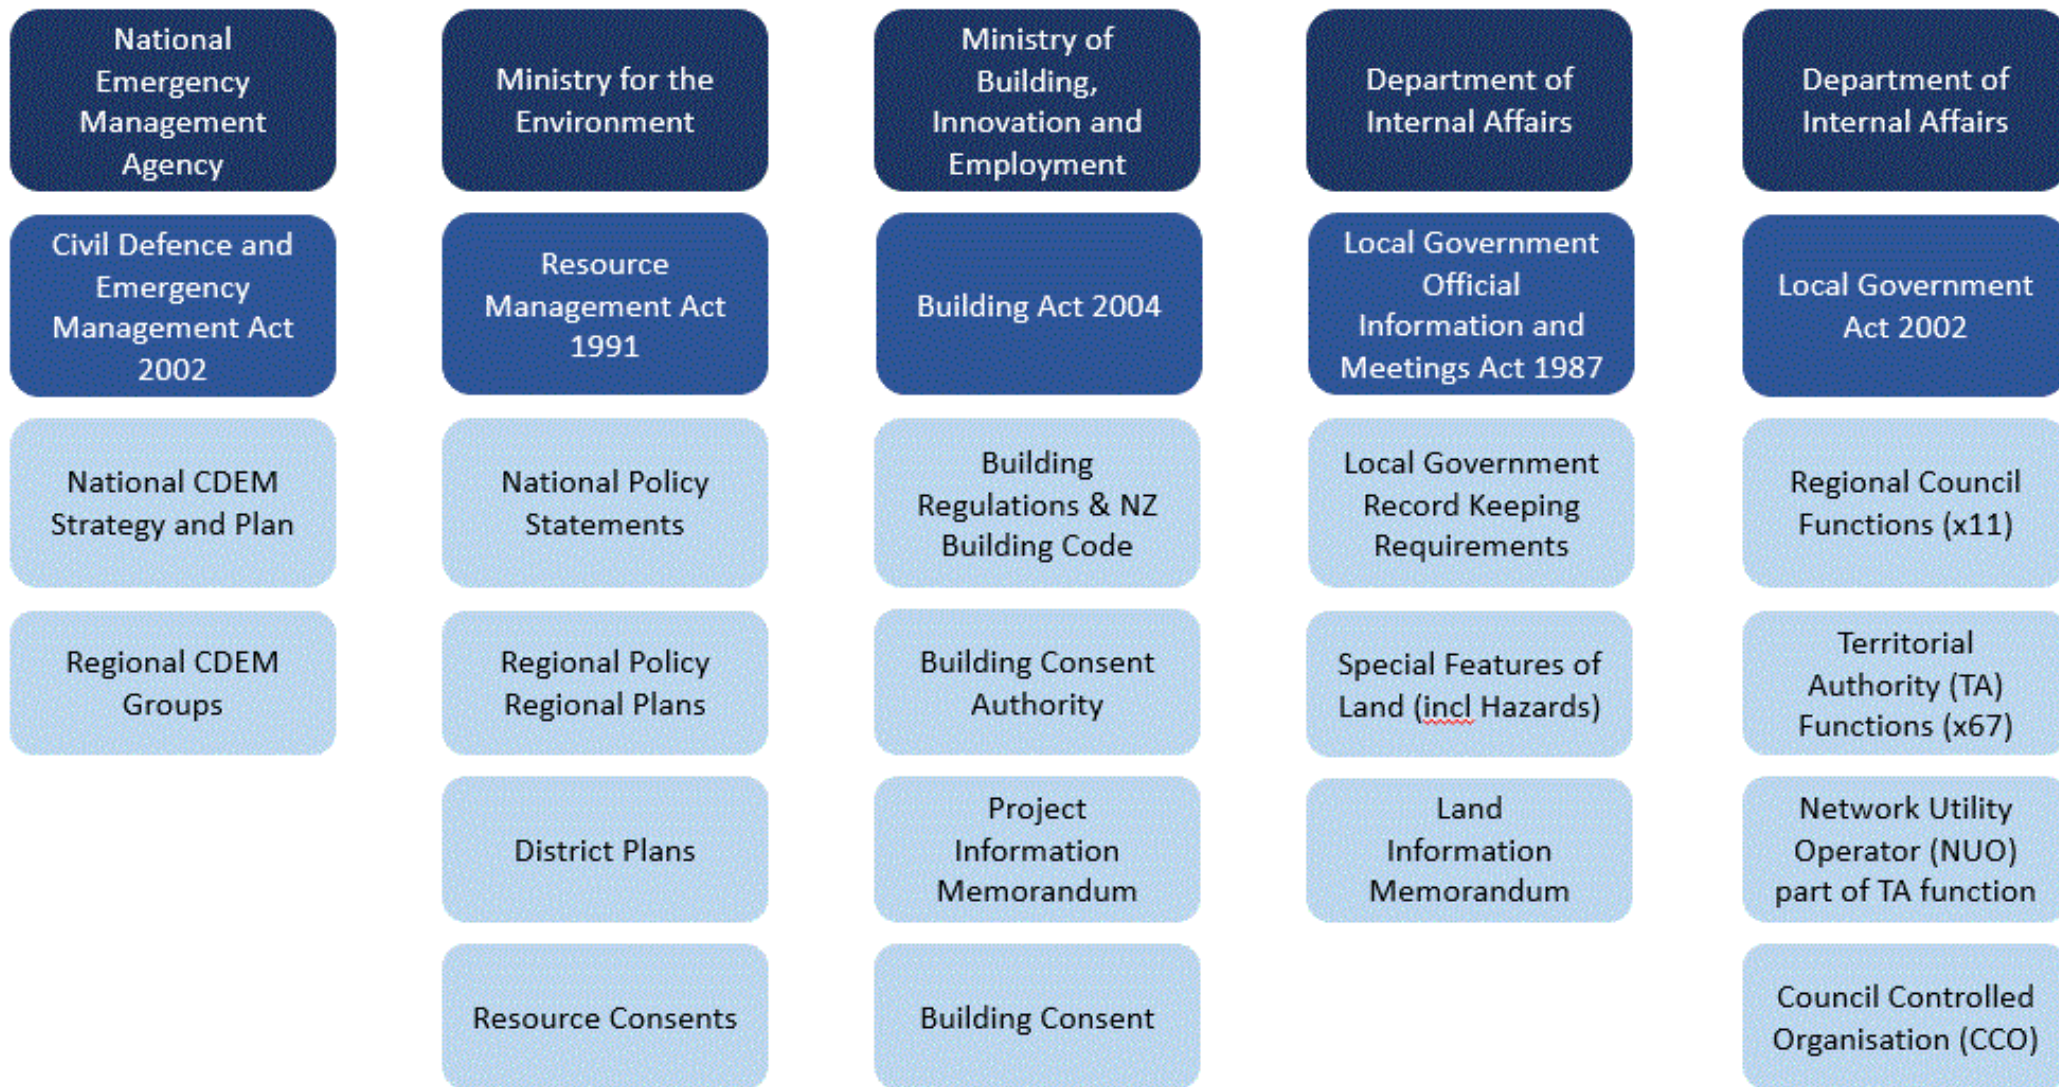 National
Emergency
Management
Agency
Civil Defence and
Emergency
Management Act
2002
National CDEM
Strategy and Plan
Regional CDEM
Groups
Ministry for the
Environment
Resource
Management Act
1991
National Policy
Statements
Regional Policy
Regional Plans
District Plans
Resource Consents
Ministry of
Building,
Innovation and
Employment
Building Act 2004
Building
Regulations & NZ
Building Code
Building Consent
Authority
Project
Information
Memorandum
Building Consent
Department of
Internal Affairs
Local Government
Official
Information and
Meetings Act 1987
Local Government
Record Keeping
Requirements
Special Features of
Land (incl Hazards)
Land
Information
Memorandum
Department of
Internal Affairs
Local Government
Act 2002
Regional Council
Functions (x11)
Territorial
Authority (TA)
Functions (x67)
Network Utility
Operator (NUO)
part of TA function
Council Controlled
Organisation (CCO)